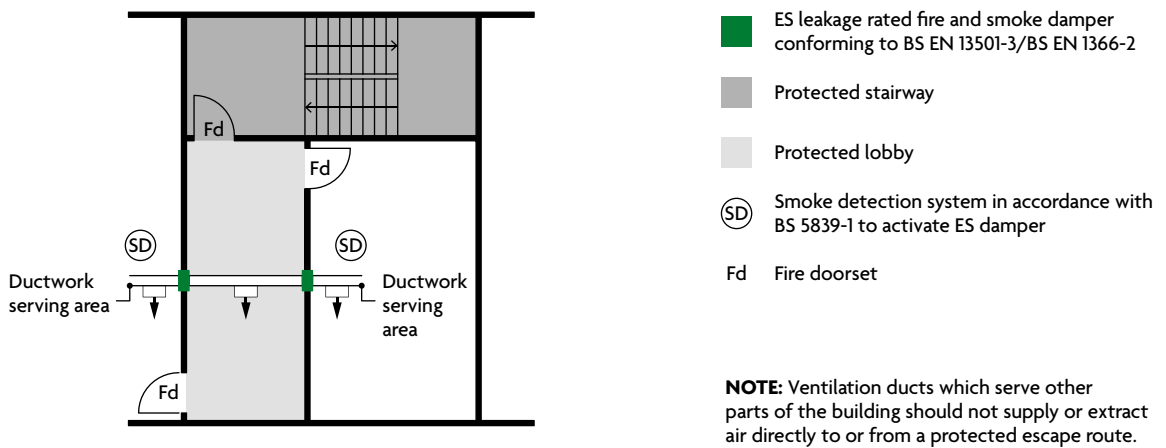 Fd
Fd
SD
SD
Ductwork
serving area
Ductwork
serving
area
Fd
ES leakage rated fire and smoke damper
conforming to BS EN 13501-3/BS EN 1366-2
Protected stairway
Protected lobby
SD
Smoke detection system in accordance with
BS 5839-1 to activate ES damper
Fd Fire doorset
NOTE: Ventilation ducts which serve other
parts of the building should not supply or extract
air directly to or from a protected escape route.